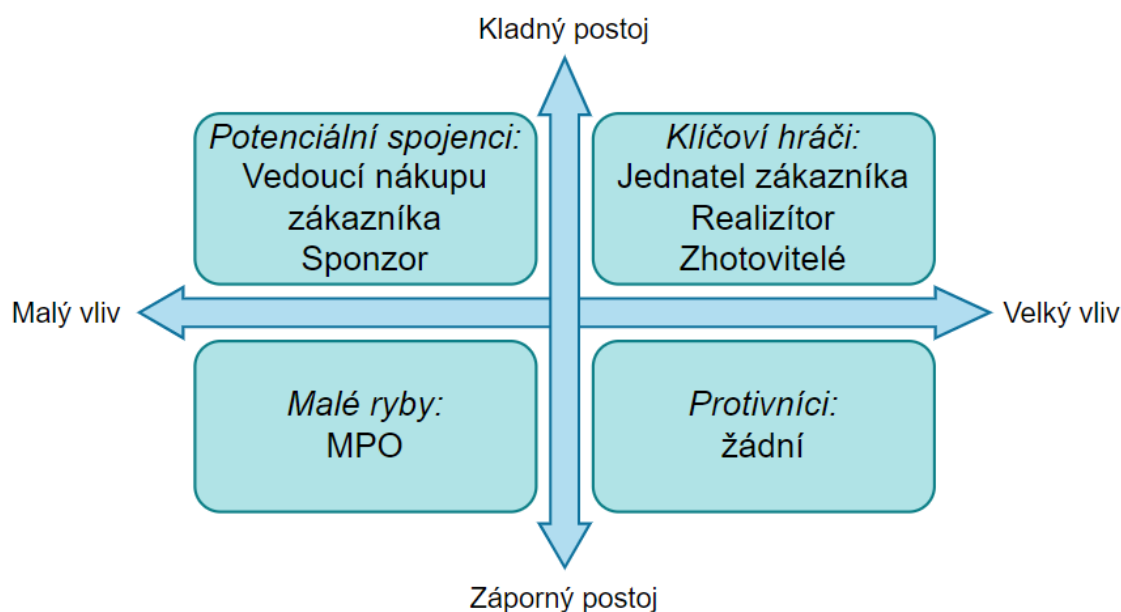 Kladný postoj
Potenciální spojenci:
Vedoucí nákupu
zákazníka
Sponzor
Klíčoví hráči:
Jednatel zákazníka
Realizítor
Zhotovitelé
Malý vliv
Velký vliv
Malé ryby:
MPO
Protivníci:
žádní
Záporný postoj